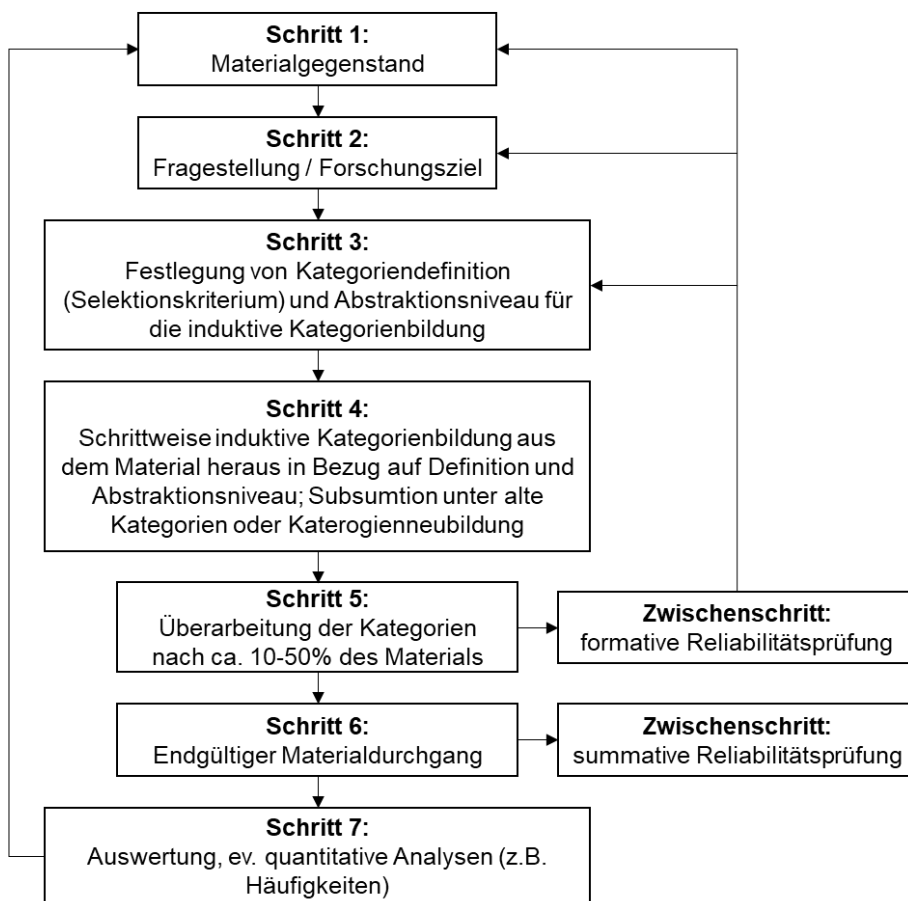 Schritt 1:
Materialgegenstand
Schritt 2:
Fragestellung / Forschungsziel
Schritt 3:
Festlegung von Kategoriendefinition
(Selektionskriterium) und Abstraktionsniveau für
die induktive Kategorienbildung
Schritt 4:
Schrittweise induktive Kategorienbildung aus
dem Material heraus in Bezug auf Definition und
Abstraktionsniveau; Subsumtion unter alte
Kategorien oder Katerogienneubildung
Schritt 5:
Überarbeitung der Kategorien
nach ca. 10-50% des Materials
Zwischenschritt:
formative Reliabilitätsprüfung
Schritt 6:
Endgültiger Materialdurchgang
Zwischenschritt:
summative Reliabilitätsprüfung
Schritt 7:
Auswertung, ev. quantitative Analysen (z.B.
Häufigkeiten)